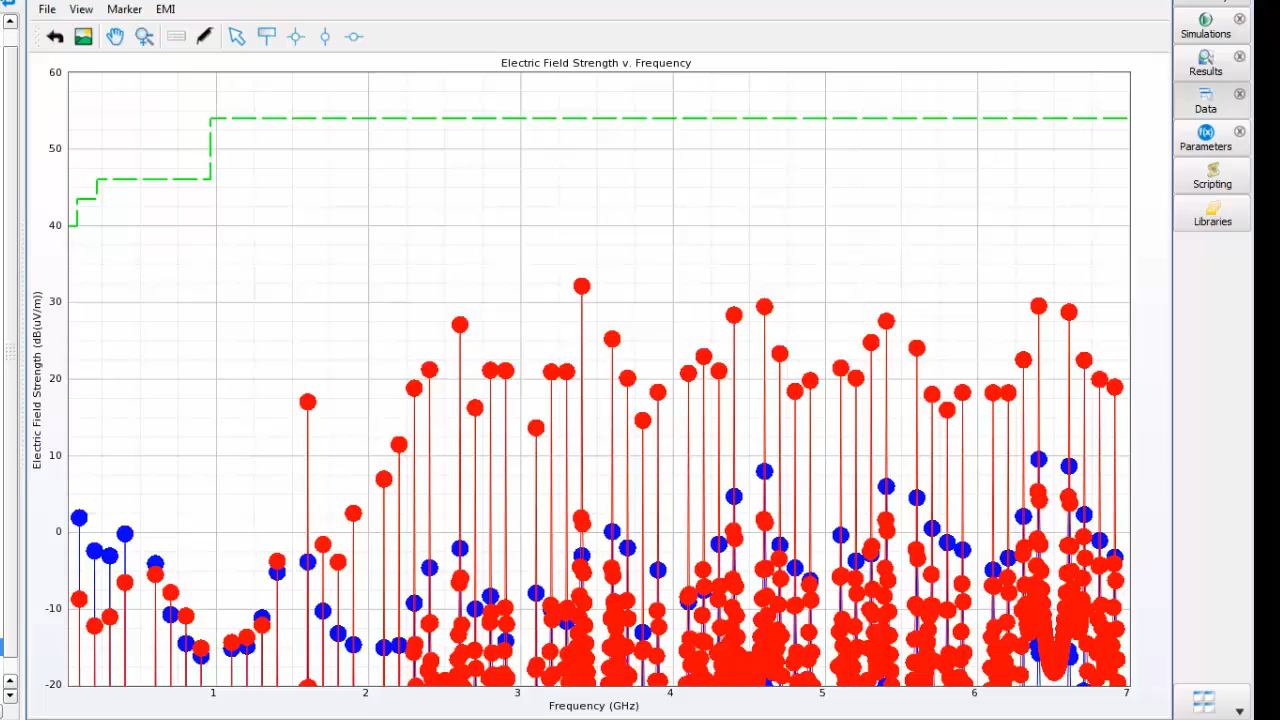 File View Marker EMI
Simulations
Results
Data
f(x)
Parameters
Scripting
Libraries
Electric Field Strength v. Frequency
60
50
40
30
20
10
0
-10
-20
Electric Field Strength (dB(uV/m))
1 2 3 4 5 6 7
Frequency (GHz)